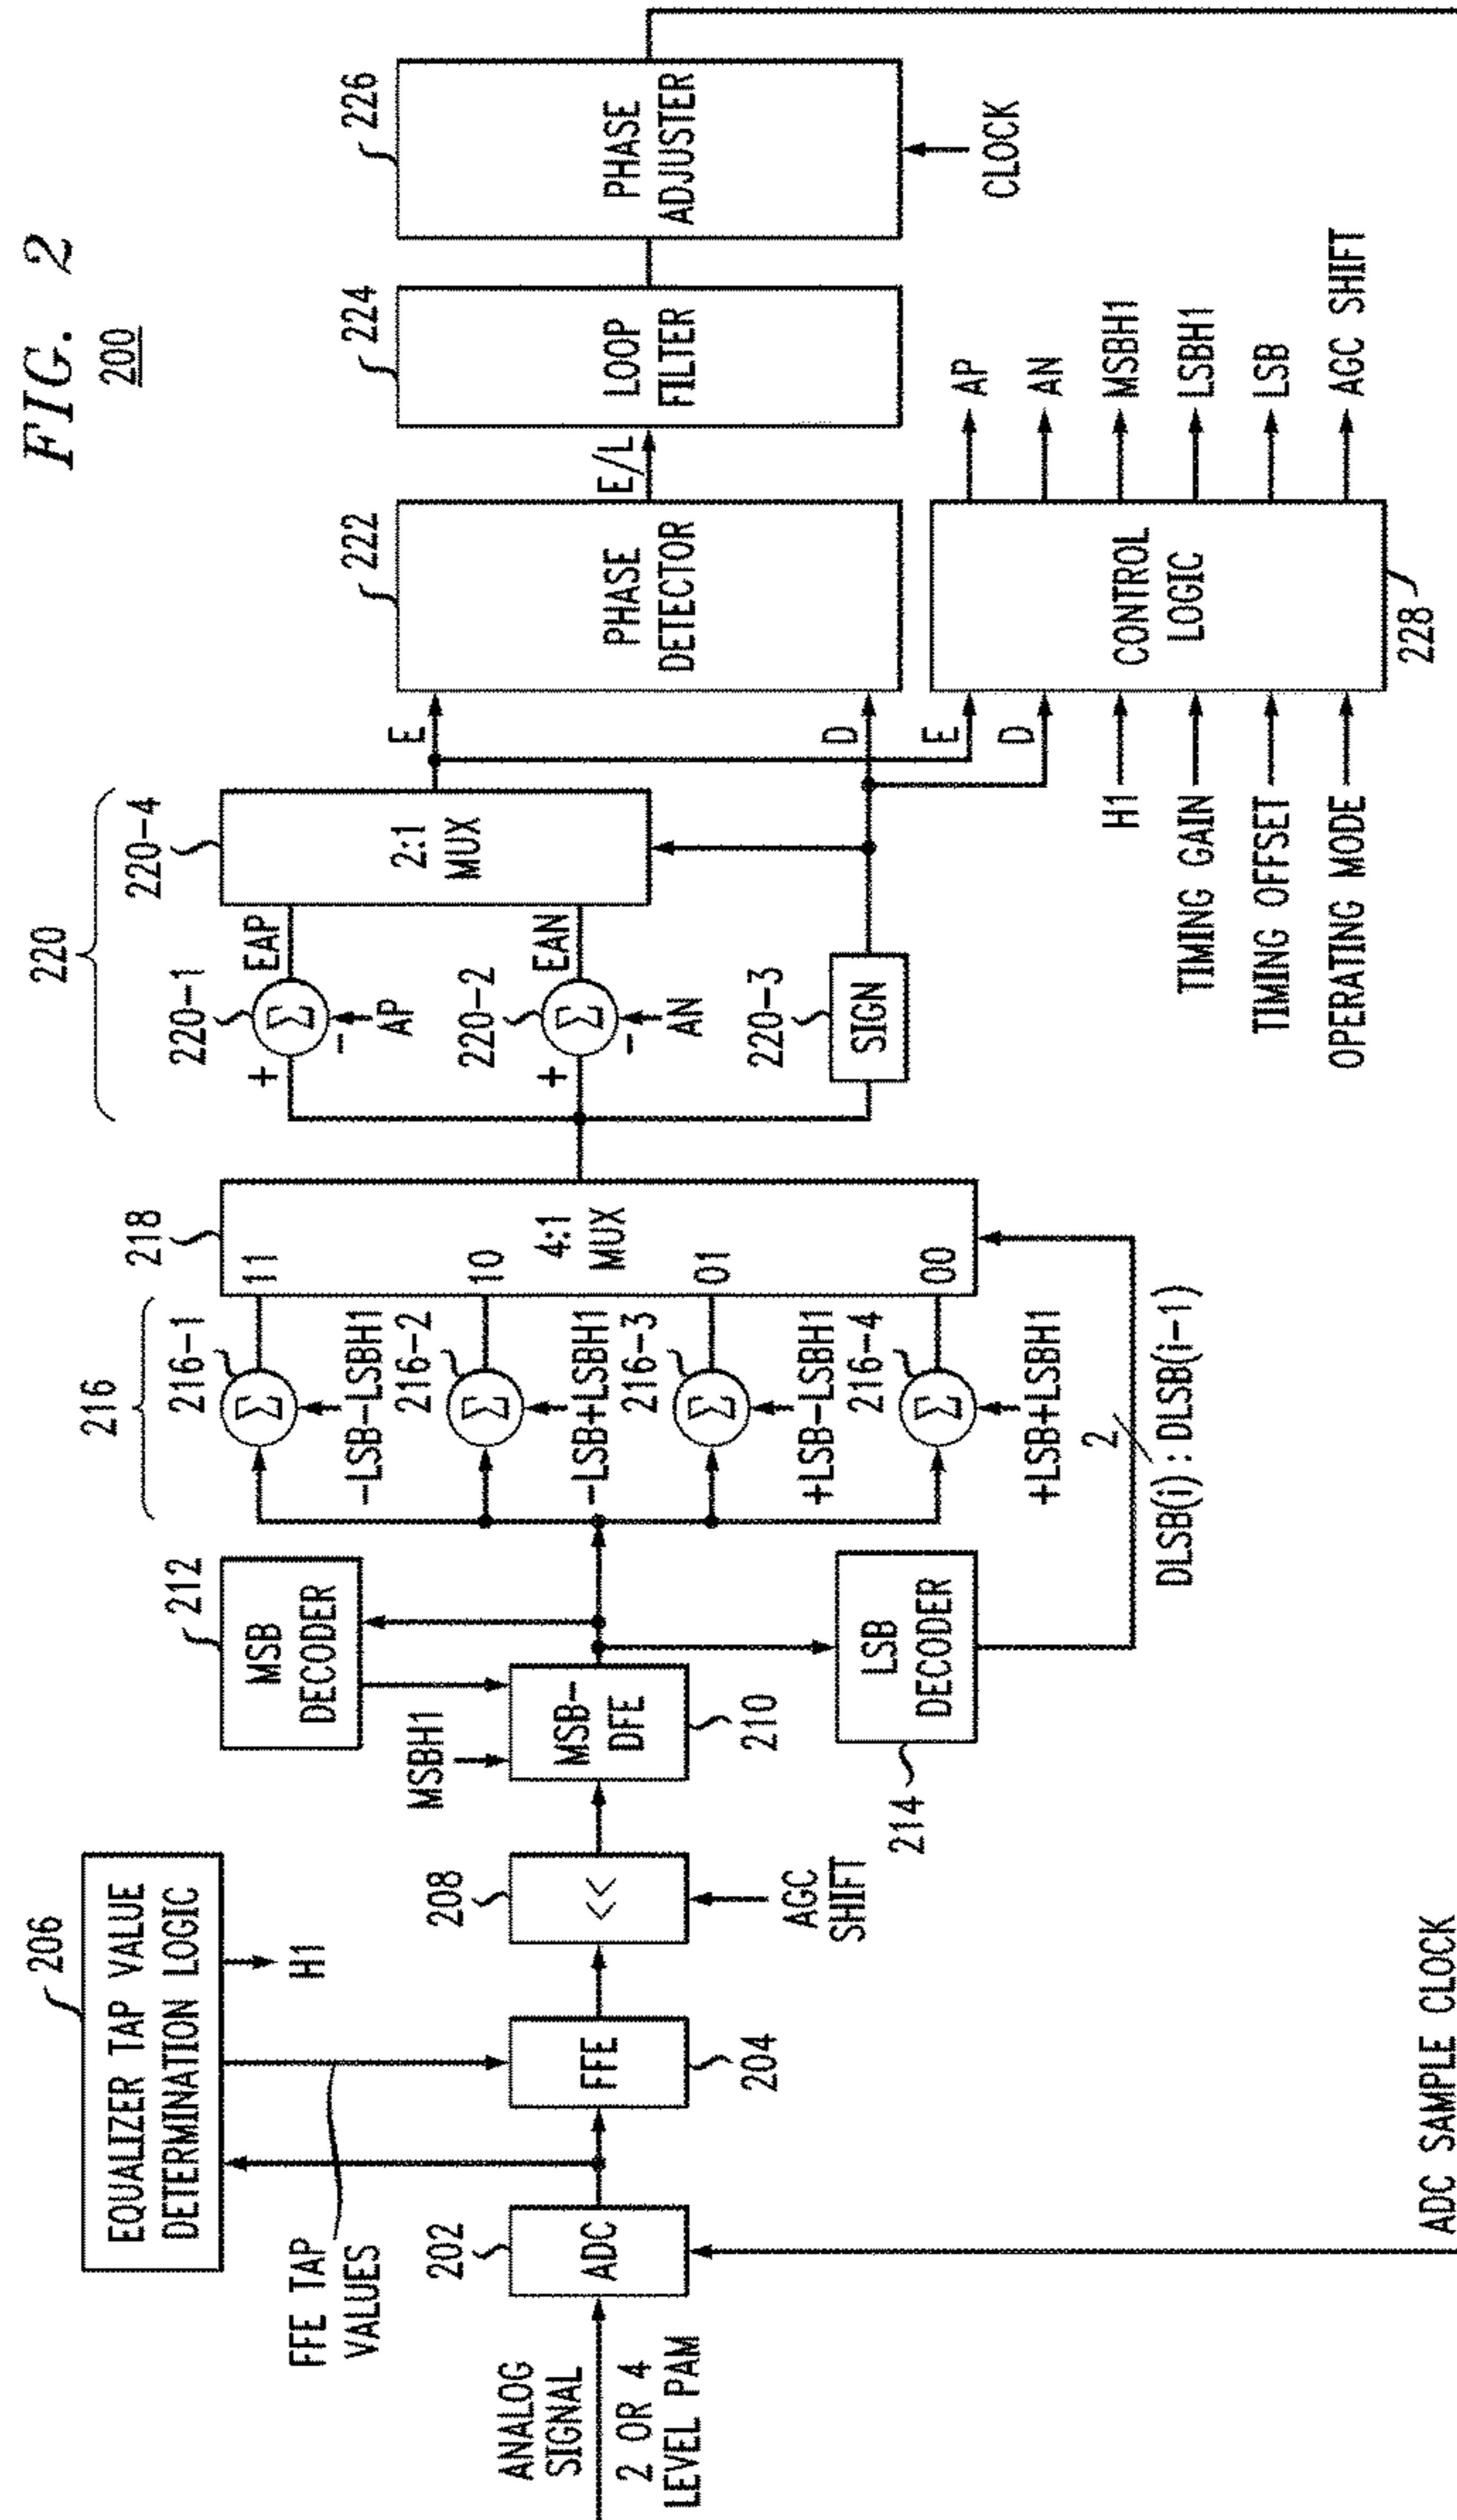 FIG. 2
200
206
EQUALIZER TAP VALUE
DETERMINATION LOGIC
H1
FFE TAP
VALUES
ANALOG
SIGNAL
2 OR 4
LEVEL PAM
202
ADC
FFE
204
208
<<
AGC
SHIFT
MSBH1
MSB-
DFE
210
212
MSB
DECODER
214
LSB
DECODER
216
216-1
Σ
-LSB-LSBH1
216-2
Σ
-LSB+LSBH1
216-3
Σ
+LSB-LSBH1
216-4
Σ
+LSB+LSBH1
2
DLSB(i):DLSB(i-1)
218
11
10
4:1
MUX
01
00
220
220-1
+
Σ
-
AP
EAP
220-2
+
Σ
-
AN
EAN
220-3
SIGN
220-4
2:1
MUX
E
D
E
D
222
PHASE
DETECTOR
E/L
224
LOOP
FILTER
226
PHASE
ADJUSTER
CLOCK
H1
TIMING GAIN
TIMING OFFSET
OPERATING MODE
CONTROL
LOGIC
228
AP
AN
MSBH1
LSBH1
LSB
AGC SHIFT
ADC SAMPLE CLOCK